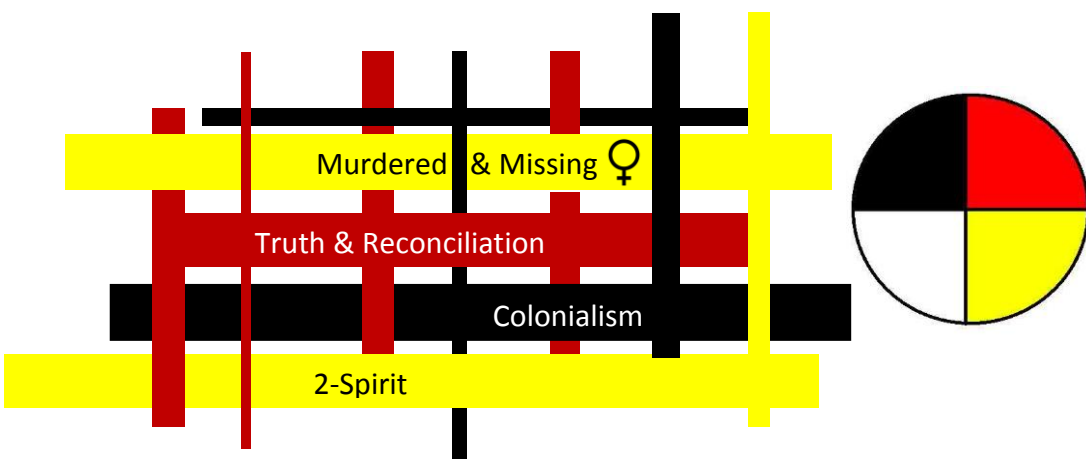 Murdered & Missing ♀
Truth & Reconciliation
Colonialism
2-Spirit